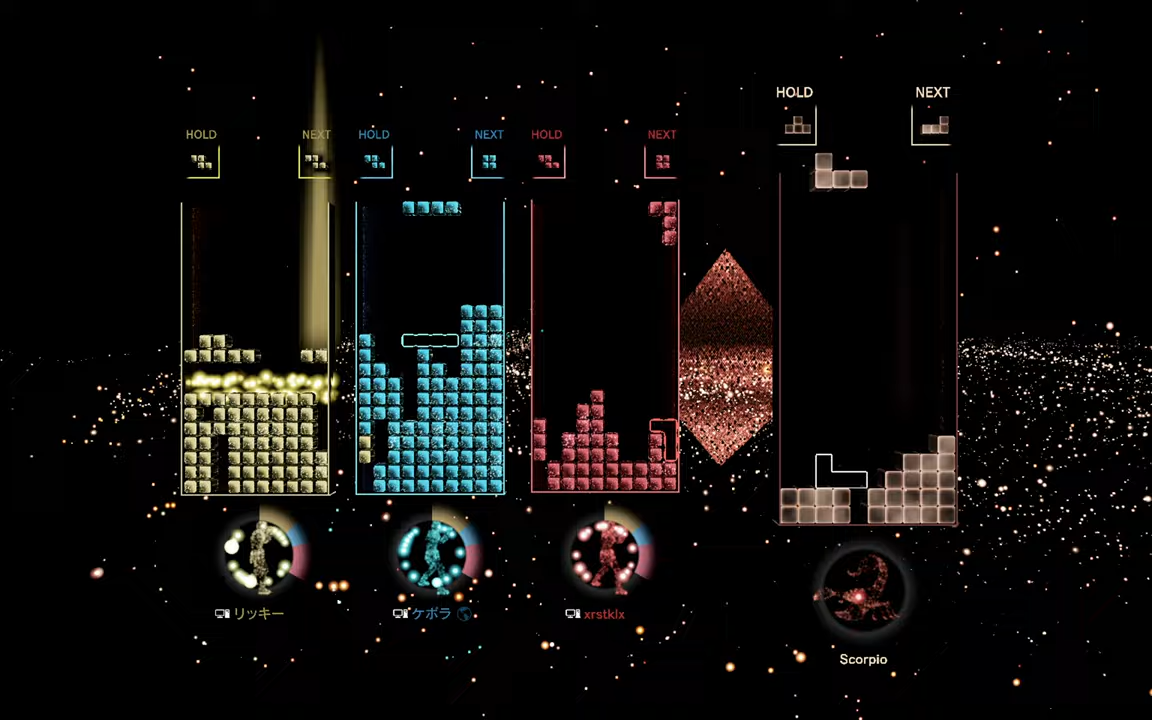 HOLD NEXT
HOLD NEXT
HOLD NEXT
HOLD NEXT
リッキー
ケボラ
xrstklx
Scorpio